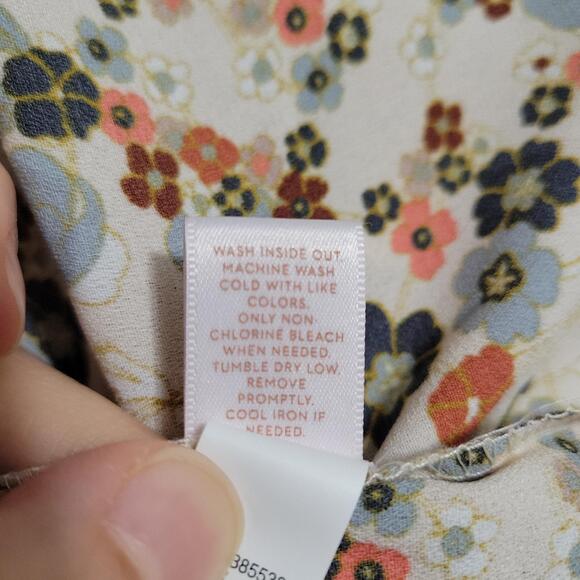 WASH INSIDE OUT.
MACHINE WASH
COLD WITH LIKE
COLORS.
ONLY NON-
CHLORINE BLEACH
WHEN NEEDED.
TUMBLE DRY LOW.
REMOVE
PROMPTLY.
COOL IRON IF
NEEDED.